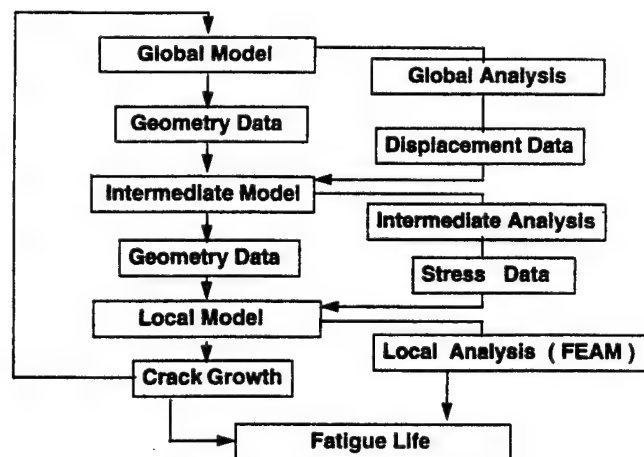 Global Model
Global Analysis
Geometry Data
Displacement Data
Intermediate Model
Intermediate Analysis
Geometry Data
Stress Data
Local Model
Local Analysis ( FEAM )
Crack Growth
Fatigue Life